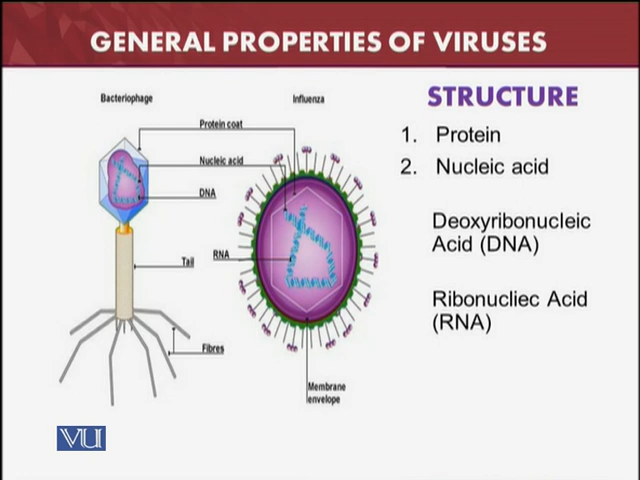 GENERAL PROPERTIES OF VIRUSES
Bacteriophage
Influenza
Protein coat
Nucleic acid
DNA
RNA
Tail
Fibres
Membrane
envelope
STRUCTURE
1. Protein
2. Nucleic acid
Deoxyribonucleic
Acid (DNA)
Ribonucliec Acid
(RNA)
VU